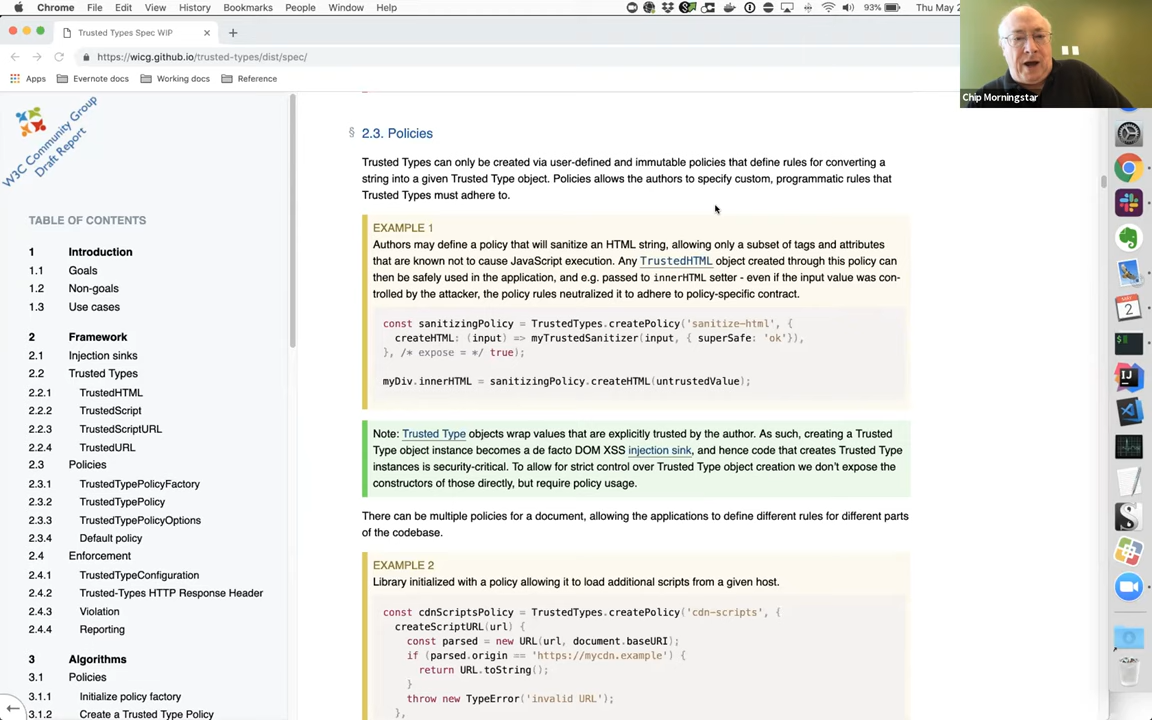 Chrome File Edit View History Bookmarks People Window Help 93% Thu May 2
Trusted Types Spec WIP
https://wicg.github.io/trusted-types/dist/spec/
Apps Evernote docs Working docs Reference
Chip Morningstar
W3C Community Group
Draft Report
TABLE OF CONTENTS
1 Introduction
1.1 Goals
1.2 Non-goals
1.3 Use cases
2 Framework
2.1 Injection sinks
2.2 Trusted Types
2.2.1 TrustedHTML
2.2.2 TrustedScript
2.2.3 TrustedScriptURL
2.2.4 TrustedURL
2.3 Policies
2.3.1 TrustedTypePolicyFactory
2.3.2 TrustedTypePolicy
2.3.3 TrustedTypePolicyOptions
2.3.4 Default policy
2.4 Enforcement
2.4.1 TrustedTypeConfiguration
2.4.2 Trusted-Types HTTP Response Header
2.4.3 Violation
2.4.4 Reporting
3 Algorithms
3.1 Policies
3.1.1 Initialize policy factory
3.1.2 Create a Trusted Type Policy
§ 2.3. Policies
Trusted Types can only be created via user-defined and immutable policies that define rules for converting a
string into a given Trusted Type object. Policies allows the authors to specify custom, programmatic rules that
Trusted Types must adhere to.
EXAMPLE 1
Authors may define a policy that will sanitize an HTML string, allowing only a subset of tags and attributes
that are known not to cause JavaScript execution. Any TrustedHTML object created through this policy can
then be safely used in the application, and e.g. passed to innerHTML setter - even if the input value was con-
trolled by the attacker, the policy rules neutralized it to adhere to policy-specific contract.
const sanitizingPolicy = TrustedTypes.createPolicy('sanitize-html', {
createHTML: (input) => myTrustedSanitizer(input, { superSafe: 'ok'}),
}, /* expose = */ true);
myDiv.innerHTML = sanitizingPolicy.createHTML(untrustedValue);
Note: Trusted Type objects wrap values that are explicitly trusted by the author. As such, creating a Trusted
Type object instance becomes a de facto DOM XSS injection sink, and hence code that creates Trusted Type
instances is security-critical. To allow for strict control over Trusted Type object creation we don't expose the
constructors of those directly, but require policy usage.
There can be multiple policies for a document, allowing the applications to define different rules for different parts
of the codebase.
EXAMPLE 2
Library initialized with a policy allowing it to load additional scripts from a given host.
const cdnScriptsPolicy = TrustedTypes.createPolicy('cdn-scripts', {
createScriptURL(url) {
const parsed = new URL(url, document.baseURI);
if (parsed.origin == 'https://mycdn.example') {
return URL.toString();
}
throw new TypeError('invalid URL');
},